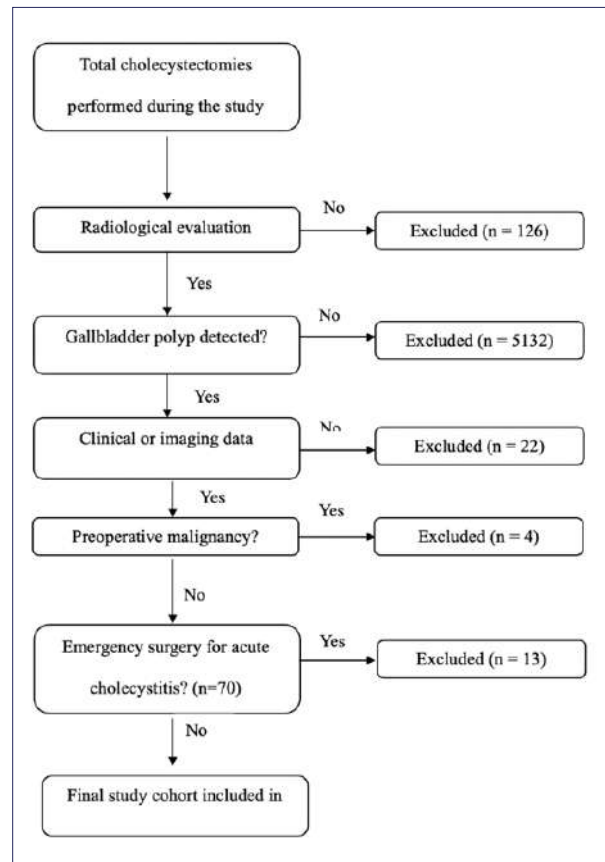 Total cholecystectomies
performed during the study
No
Radiological evaluation
Excluded (n = 126)
Yes
No
Gallbladder polyp detected?
Excluded (n = 5132)
Yes
No
Clinical or imaging data
Excluded (n = 22)
Yes
Yes
Preoperative malignancy?
Excluded (n = 4)
No
Emergency surgery for acute
cholecystitis? (n=70)
Yes
Excluded (n = 13)
No
Final study cohort included in